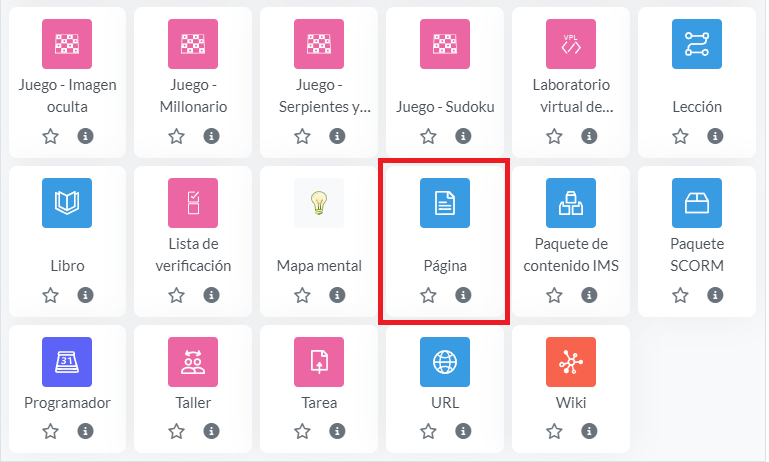 Juego - Imagen
oculta
Juego -
Millonario
Juego -
Serpientes y...
Juego - Sudoku
VPL
Laboratorio
virtual de...
Lección
Libro
Lista de
verificación
Mapa mental
Página
Paquete de
contenido IMS
Paquete
SCORM
31
Programador
Taller
Tarea
URL
Wiki